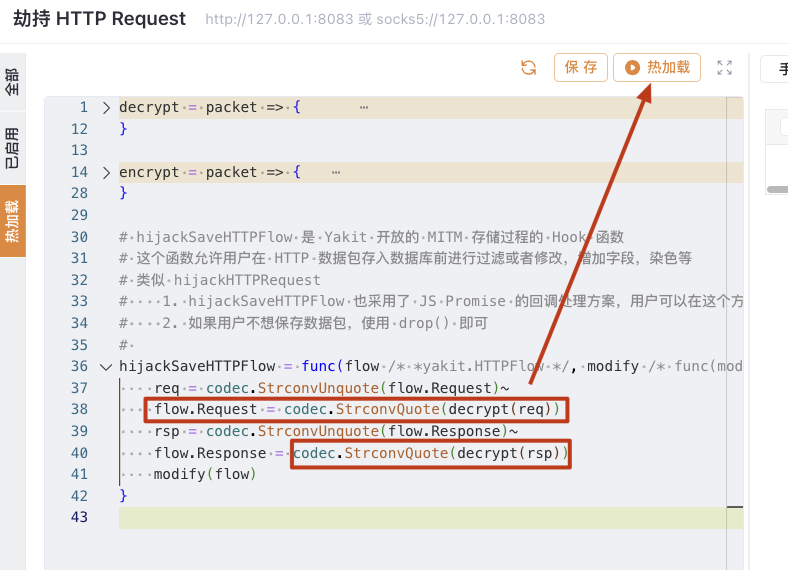 劫持 HTTP Request http://127.0.0.1:8083 或 socks5://127.0.0.1:8083
全部
已启用
热加载
保 存
热加载
1 decrypt = packet => { …
12 }
13
14 encrypt = packet => { …
28 }
29
30 # hijackSaveHTTPFlow 是 Yakit 开放的 MITM 存储过程的 Hook 函数
31 # 这个函数允许用户在 HTTP 数据包存入数据库前进行过滤或者修改，增加字段，染色等
32 # 类似 hijackHTTPRequest
33 #    1. hijackSaveHTTPFlow 也采用了 JS Promise 的回调处理方案，用户可以在这个方
34 #    2. 如果用户不想保存数据包，使用 drop() 即可
35 #
36 hijackSaveHTTPFlow = func(flow /* *yakit.HTTPFlow */, modify /* func(mod
37     req = codec.StrconvUnquote(flow.Request)~
38     flow.Request = codec.StrconvQuote(decrypt(req))
39     rsp = codec.StrconvUnquote(flow.Response)~
40     flow.Response = codec.StrconvQuote(decrypt(rsp))
41     modify(flow)
42 }
43